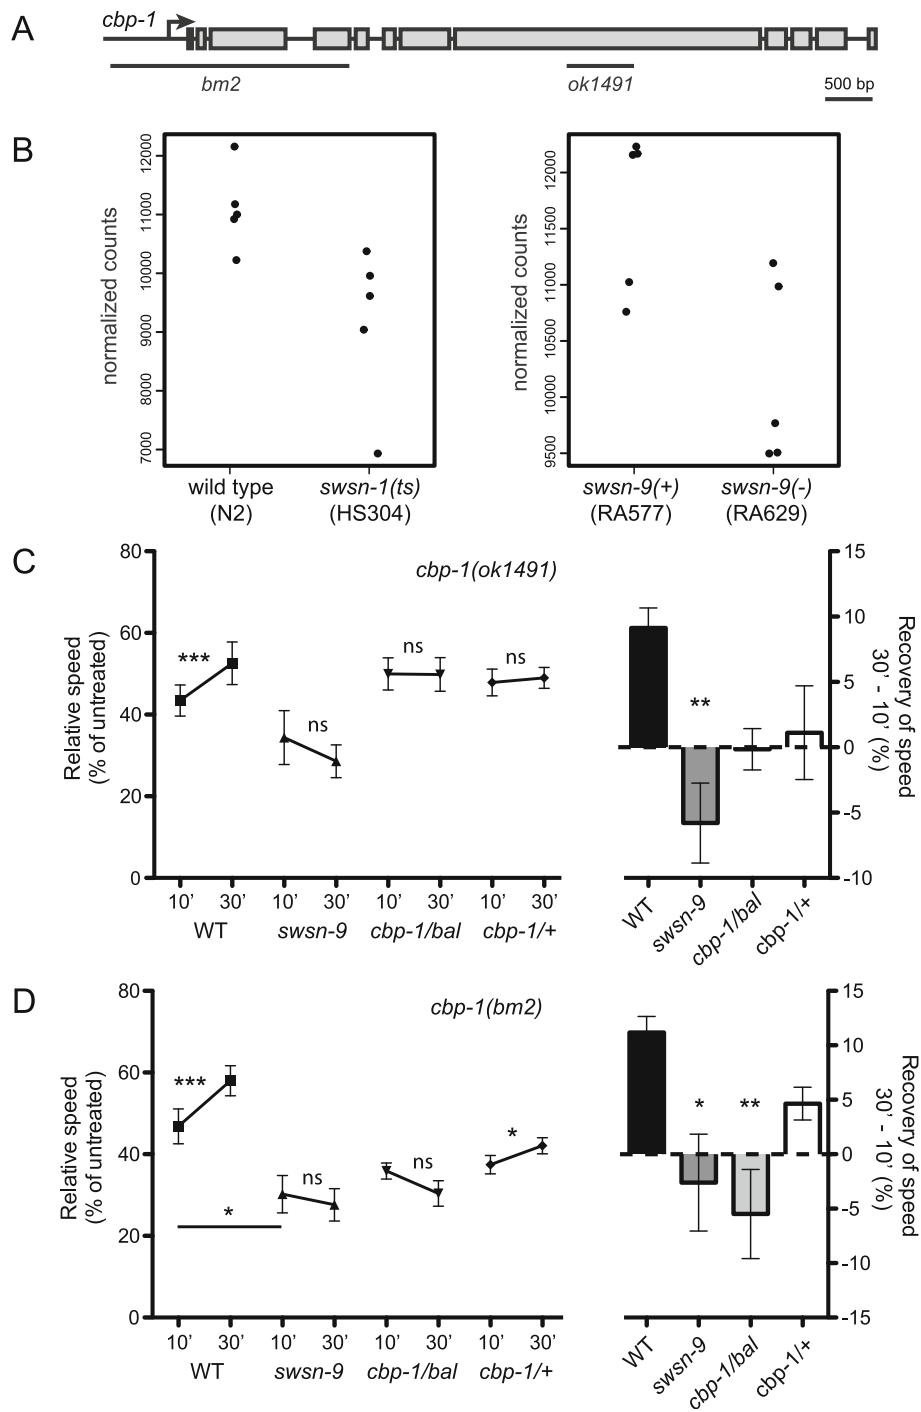 A
cbp-1
bm2
ok1491
500 bp
B
normalized counts
12000
11000
10000
9000
8000
7000
wild type
(N2)
swsn-1(ts)
(HS304)
normalized counts
12000
11500
11000
10500
10000
9500
swsn-9(+)
(RA577)
swsn-9(-)
(RA629)
C
cbp-1(ok1491)
Relative speed
(% of untreated)
80
60
40
20
0
***
ns
ns
ns
10’ 30’ 10’ 30’ 10’ 30’ 10’ 30’
WT swsn-9 cbp-1/bal cbp-1/+
**
15
10
5
0
-5
-10
Recovery of speed
30’ - 10’ (%)
WT
swsn-9
cbp-1/bal
cbp-1/+
D
cbp-1(bm2)
Relative speed
(% of untreated)
80
60
40
20
0
***
*
ns
ns
*
10’ 30’ 10’ 30’ 10’ 30’ 10’ 30’
WT swsn-9 cbp-1/bal cbp-1/+
*
**
15
10
5
0
-5
-10
-15
Recovery of speed
30’ - 10’ (%)
WT
swsn-9
cbp-1/bal
cbp-1/+